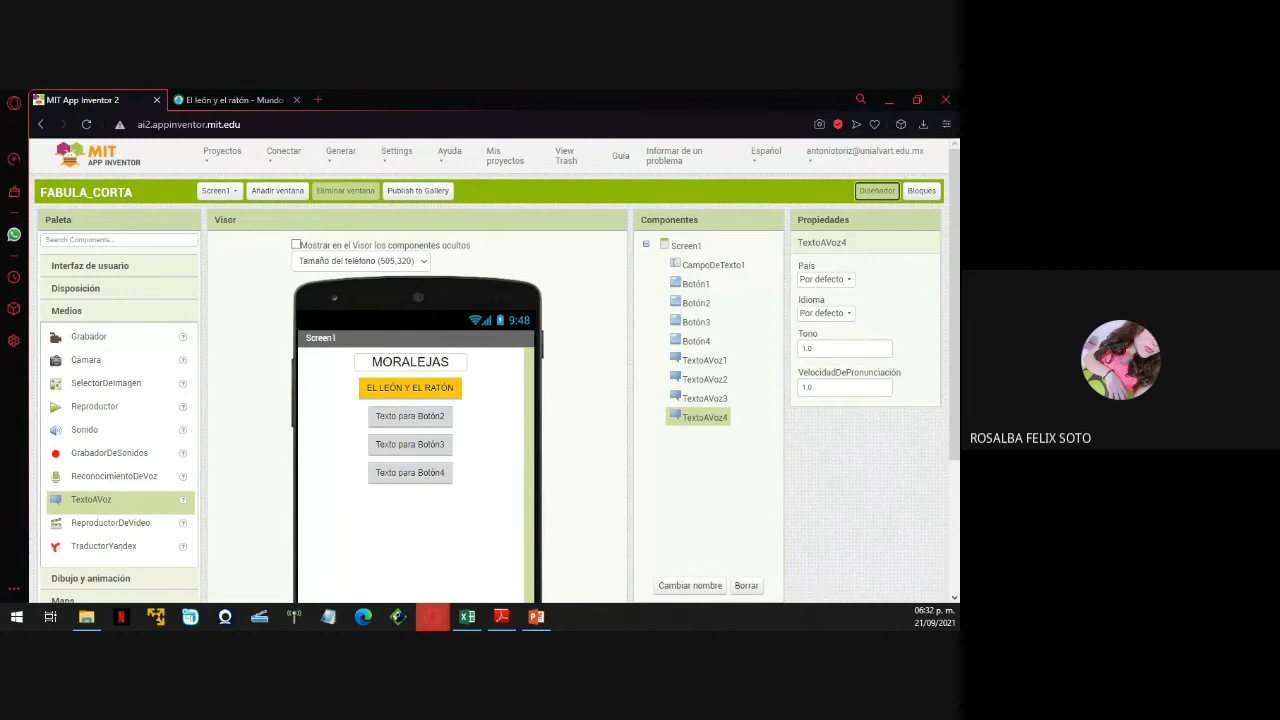 MIT App Inventor 2
El león y el ratón - Mundo
ai2.appinventor.mit.edu
MIT
APP INVENTOR
Proyectos
Conectar
Generar
Settings
Ayuda
Mis
proyectos
View
Trash
Guia
Informar de un
problema
Español
antoniotoriz@unialvart.edu.mx
FABULA_CORTA
Screen1
Añadir ventana
Eliminar ventana
Publish to Gallery
Diseñador
Bloques
Paleta
Search Components...
Interfaz de usuario
Disposición
Medios
Grabador
Cámara
SelectorDeImagen
Reproductor
Sonido
GrabadorDeSonidos
ReconocimientoDeVoz
TextoAVoz
ReproductorDeVídeo
TraductorYandex
Dibujo y animación
Maps
Visor
Mostrar en el Visor los componentes ocultos
Tamaño del teléfono (505,320)
9:48
Screen1
MORALEJAS
EL LEÓN Y EL RATÓN
Texto para Botón2
Texto para Botón3
Texto para Botón4
Componentes
Screen1
CampoDeTexto1
Botón1
Botón2
Botón3
Botón4
TextoAVoz1
TextoAVoz2
TextoAVoz3
TextoAVoz4
Cambiar nombre
Borrar
Propiedades
TextoAVoz4
País
Por defecto
Idioma
Por defecto
Tono
1.0
VelocidadDePronunciación
1.0
06:32 p. m.
21/09/2021
ROSALBA FELIX SOTO